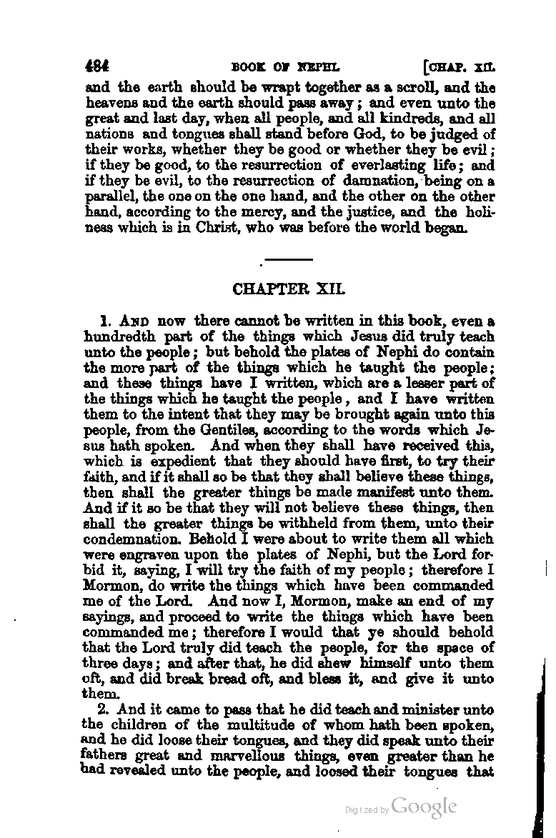 484 BOOK OF NEPHI. [CHAP. XII.
and the earth should be wrapt together as a scroll, and the
heavens and the earth should pass away; and even unto the
great and last day, when all people, and all kindreds, and all
nations and tongues shall stand before God, to be judged of
their works, whether they be good or whether they be evil;
if they be good, to the resurrection of everlasting life; and
if they be evil, to the resurrection of damnation, being on a
parallel, the one on the one hand, and the other on the other
hand, according to the mercy, and the justice, and the holi-
ness which is in Christ, who was before the world began.
CHAPTER XII.
1. AND now there cannot be written in this book, even a
hundredth part of the things which Jesus did truly teach
unto the people; but behold the plates of Nephi do contain
the more part of the things which he taught the people;
and these things have I written, which are a lesser part of
the things which he taught the people, and I have written
them to the intent that they may be brought again unto this
people, from the Gentiles, according to the words which Je-
sus hath spoken. And when they shall have received this,
which is expedient that they should have first, to try their
faith, and if it shall so be that they shall believe these things,
then shall the greater things be made manifest unto them.
And if it so be that they will not believe these things, then
shall the greater things be withheld from them, unto their
condemnation. Behold I were about to write them all which
were engraven upon the plates of Nephi, but the Lord for-
bid it, saying, I will try the faith of my people; therefore I
Mormon, do write the things which have been commanded
me of the Lord. And now I, Mormon, make an end of my
sayings, and proceed to write the things which have been
commanded me; therefore I would that ye should behold
that the Lord truly did teach the people, for the space of
three days; and after that, he did shew himself unto them
oft, and did break bread oft, and bless it, and give it unto
them.
2. And it came to pass that he did teach and minister unto
the children of the multitude of whom hath been spoken,
and he did loose their tongues, and they did speak unto their
fathers great and marvellous things, even greater than he
had revealed unto the people, and loosed their tongues that
Digitized by Google